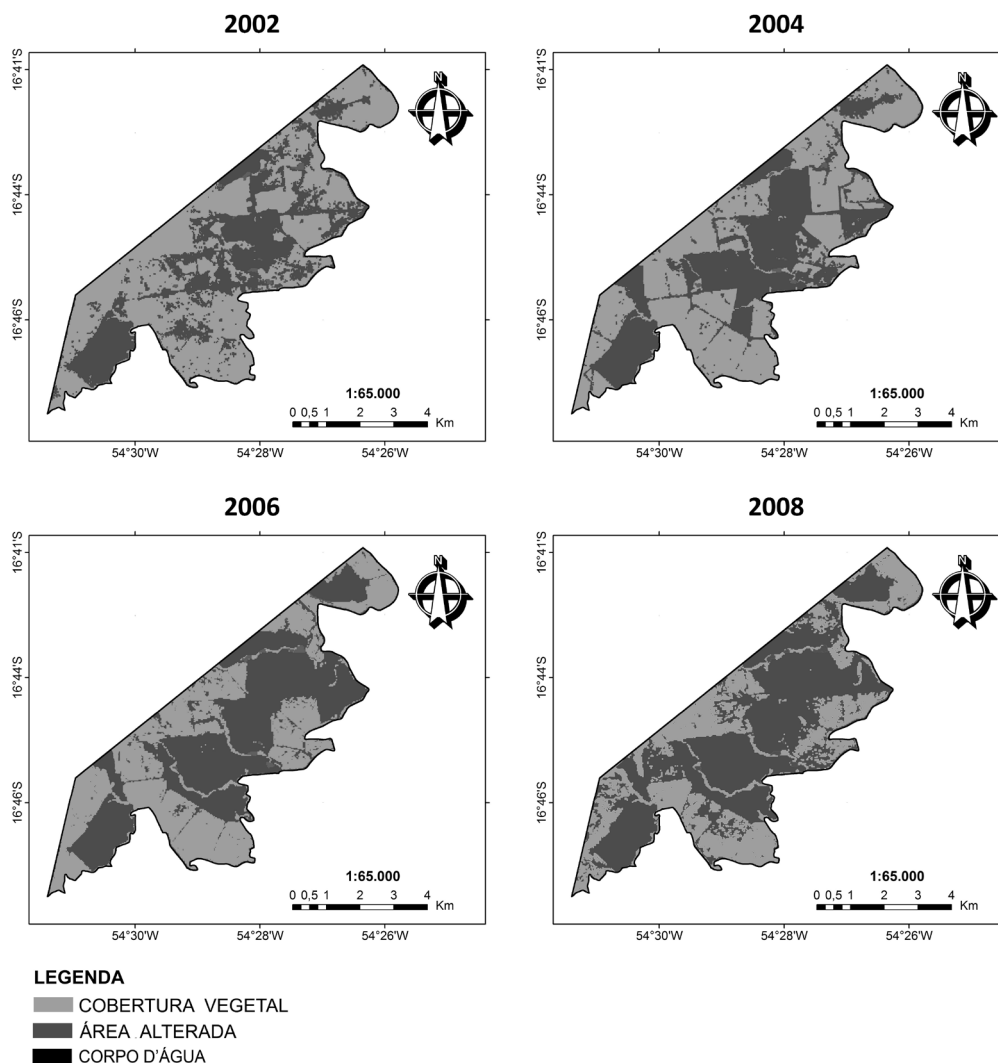 2002
2004
N
16°41'S
16°44'S
16°46'S
1:65.000
0 0,5 1 2 3 4
Km
54°30'W 54°28'W 54°26'W
N
16°41'S
16°44'S
16°46'S
1:65.000
0 0,5 1 2 3 4
Km
54°30'W 54°28'W 54°26'W
2006
2008
N
16°41'S
16°44'S
16°46'S
1:65.000
0 0,5 1 2 3 4
Km
54°30'W 54°28'W 54°26'W
N
16°41'S
16°44'S
16°46'S
1:65.000
0 0,5 1 2 3 4
Km
54°30'W 54°28'W 54°26'W
LEGENDA
COBERTURA VEGETAL
ÁREA ALTERADA
CORPO D'ÁGUA